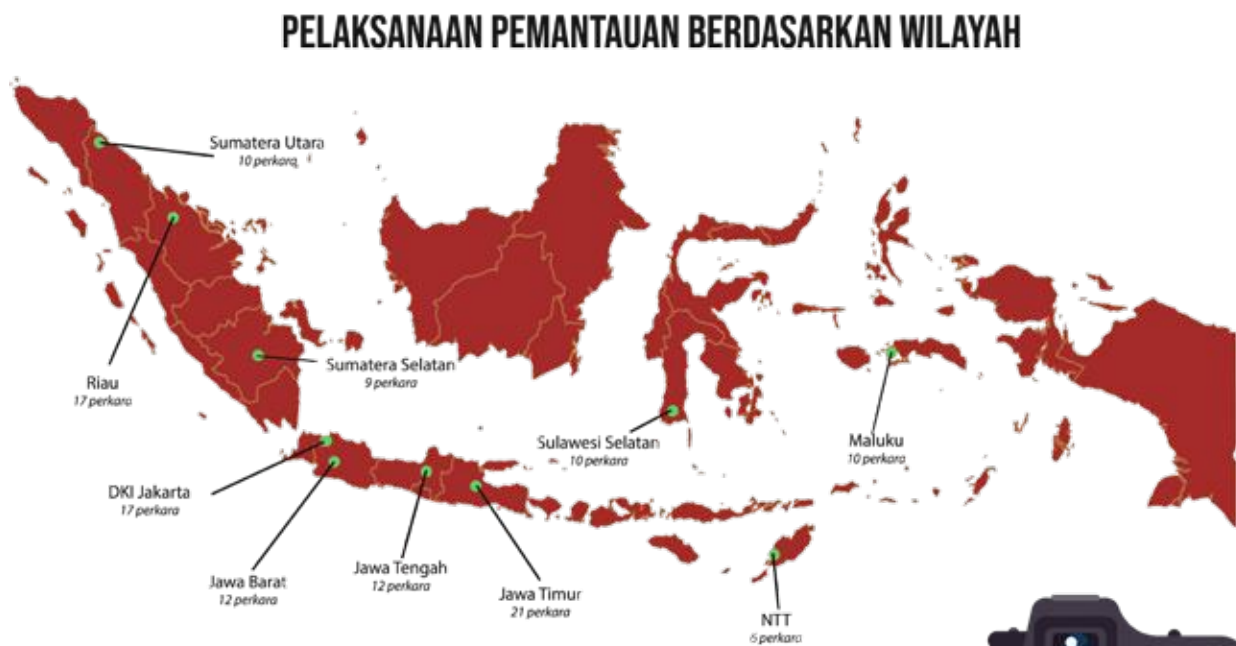 PELAKSANAAN PEMANTAUAN BERDASARKAN WILAYAH
Sumatera Utara
10 perkara
Riau
17 perkara
Sumatera Selatan
9 perkara
Sulawesi Selatan
10 perkara
Maluku
10 perkara
DKI Jakarta
17 perkara
Jawa Barat
12 perkara
Jawa Tengah
12 perkara
Jawa Timur
21 perkara
NTT
6 perkara